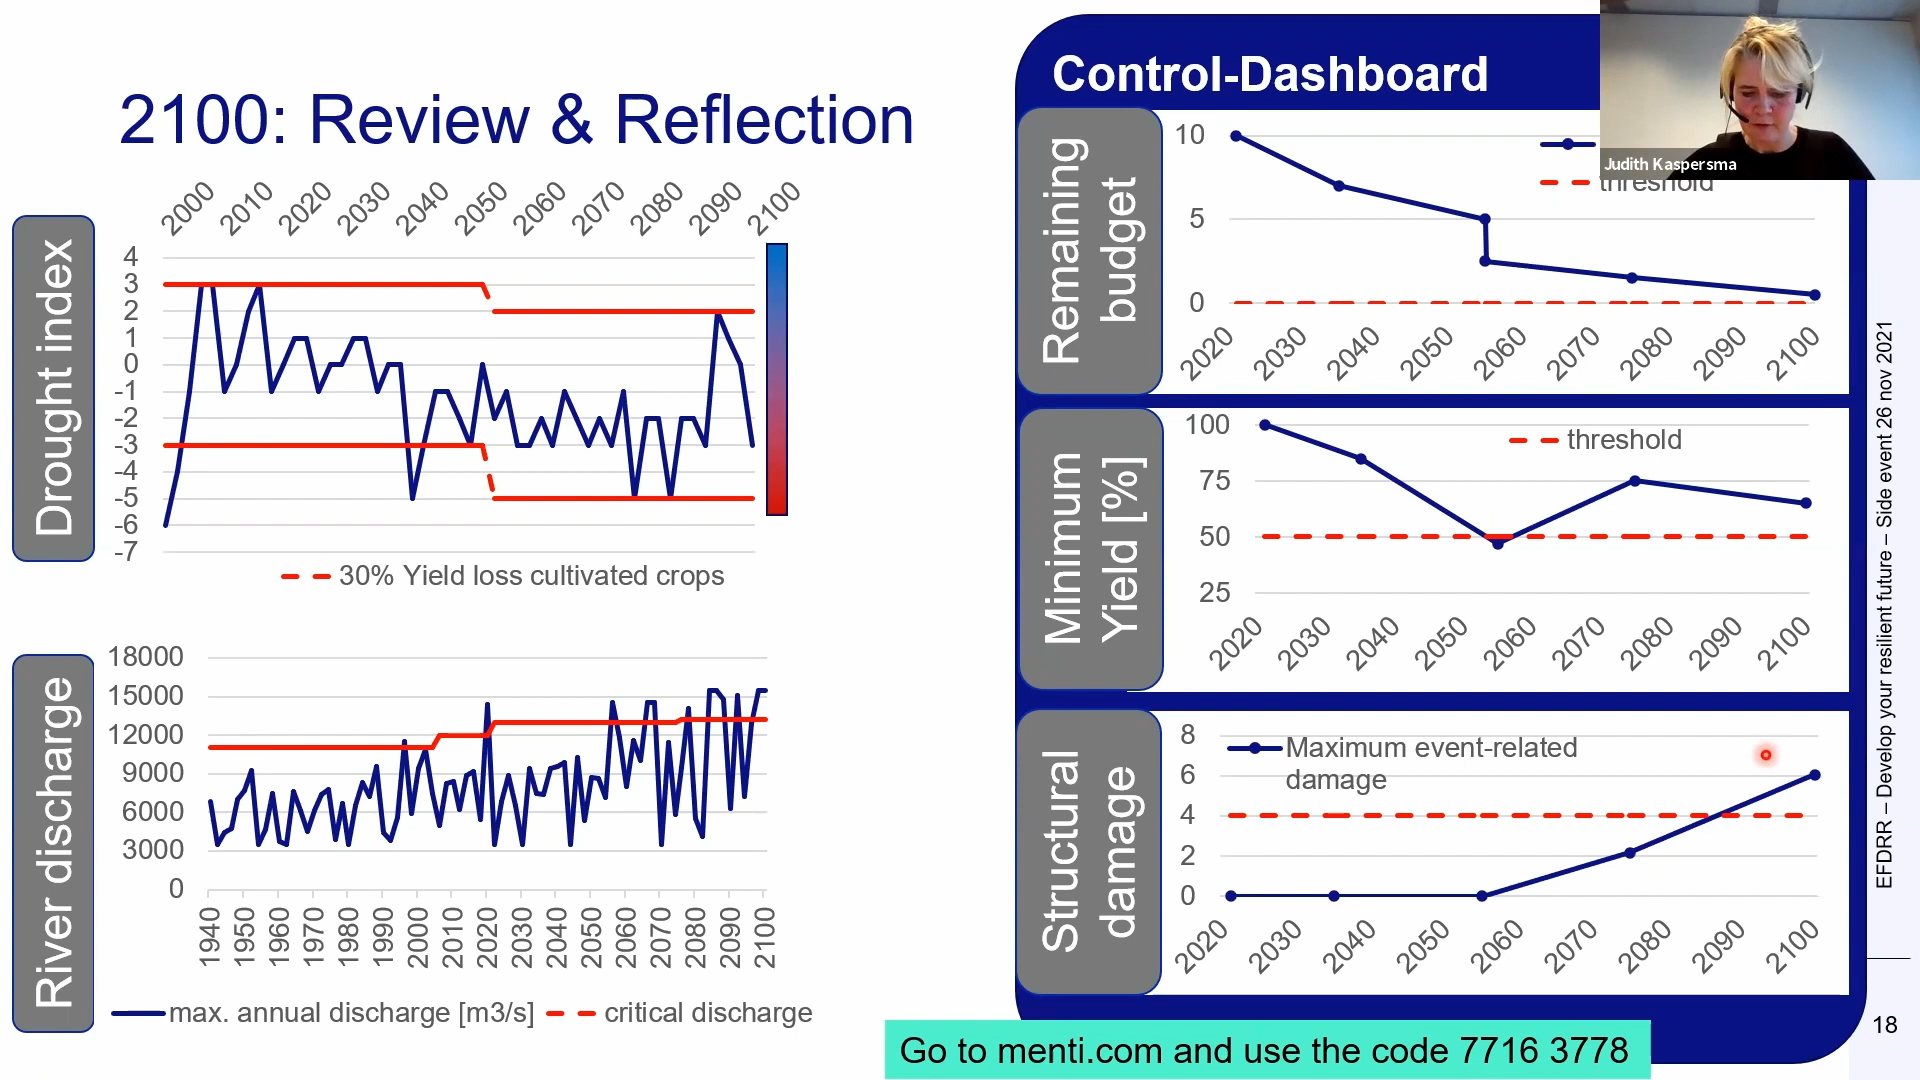 2100: Review & Reflection
Drought index
2000 2010 2020 2030 2040 2050 2060 2070 2080 2090 2100
4
3
2
1
0
-1
-2
-3
-4
-5
-6
-7
30% Yield loss cultivated crops
River discharge
18000
15000
12000
9000
6000
3000
0
1940 1950 1960 1970 1980 1990 2000 2010 2020 2030 2040 2050 2060 2070 2080 2090 2100
max. annual discharge [m3/s] critical discharge
Control-Dashboard
Remaining
budget
10
5
0
threshold
2020 2030 2040 2050 2060 2070 2080 2090 2100
Minimum
Yield [%]
100
75
50
25
threshold
2020 2030 2040 2050 2060 2070 2080 2090 2100
Structural
damage
8
6
4
2
0
Maximum event-related
damage
2020 2030 2040 2050 2060 2070 2080 2090 2100
Judith Kaspersma
EFDRR – Develop your resilient future – Side event 26 nov 2021
18
Go to menti.com and use the code 7716 3778